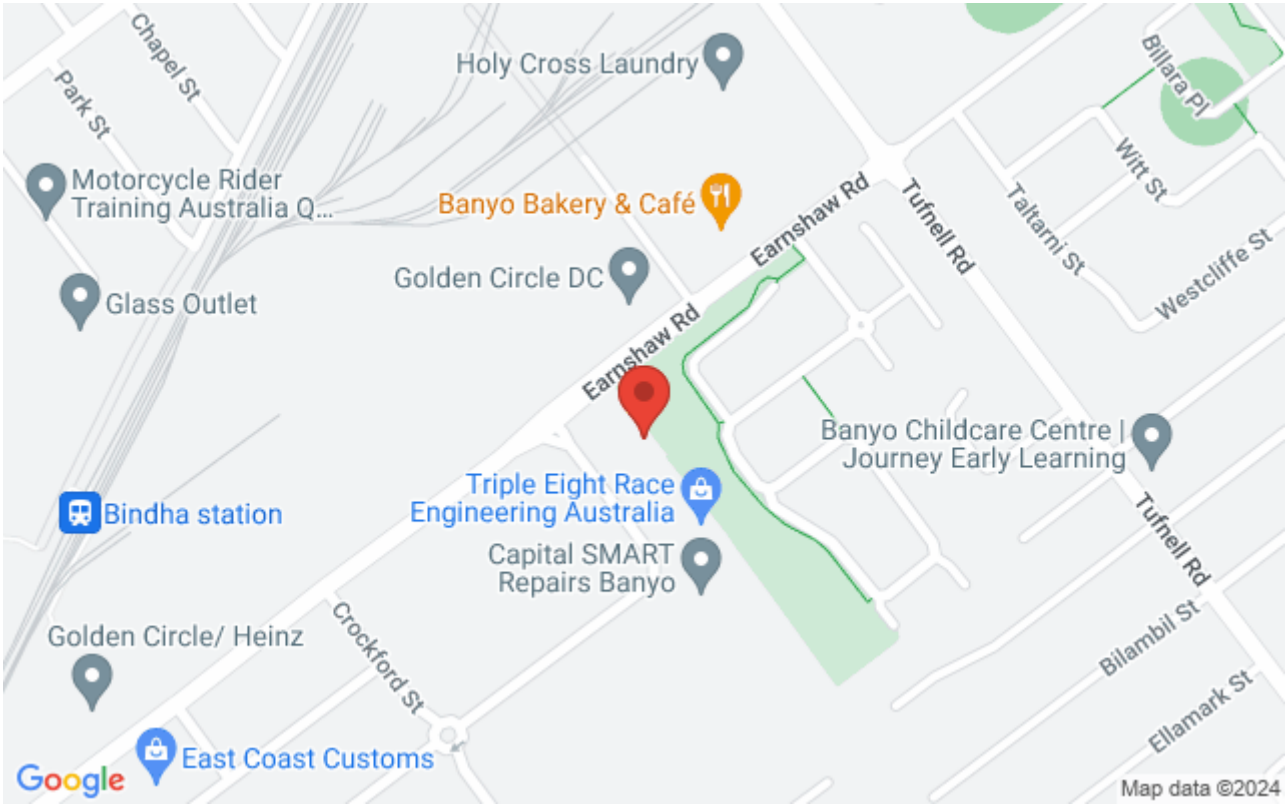 Chapel St
Park St
Holy Cross Laundry
Billara Pl
Witt St
Motorcycle Rider
Training Australia Q...
Banyo Bakery & Café
Earnshaw Rd
Tufnell Rd
Taltarni St
Westcliffe St
Golden Circle DC
Glass Outlet
Earnshaw Rd
Banyo Childcare Centre |
Journey Early Learning
Triple Eight Race
Engineering Australia
Bindha station
Capital SMART
Repairs Banyo
Tufnell Rd
Golden Circle/ Heinz
Crockford St
Bilambil St
Ellamark St
East Coast Customs
Google
Map data ©2024